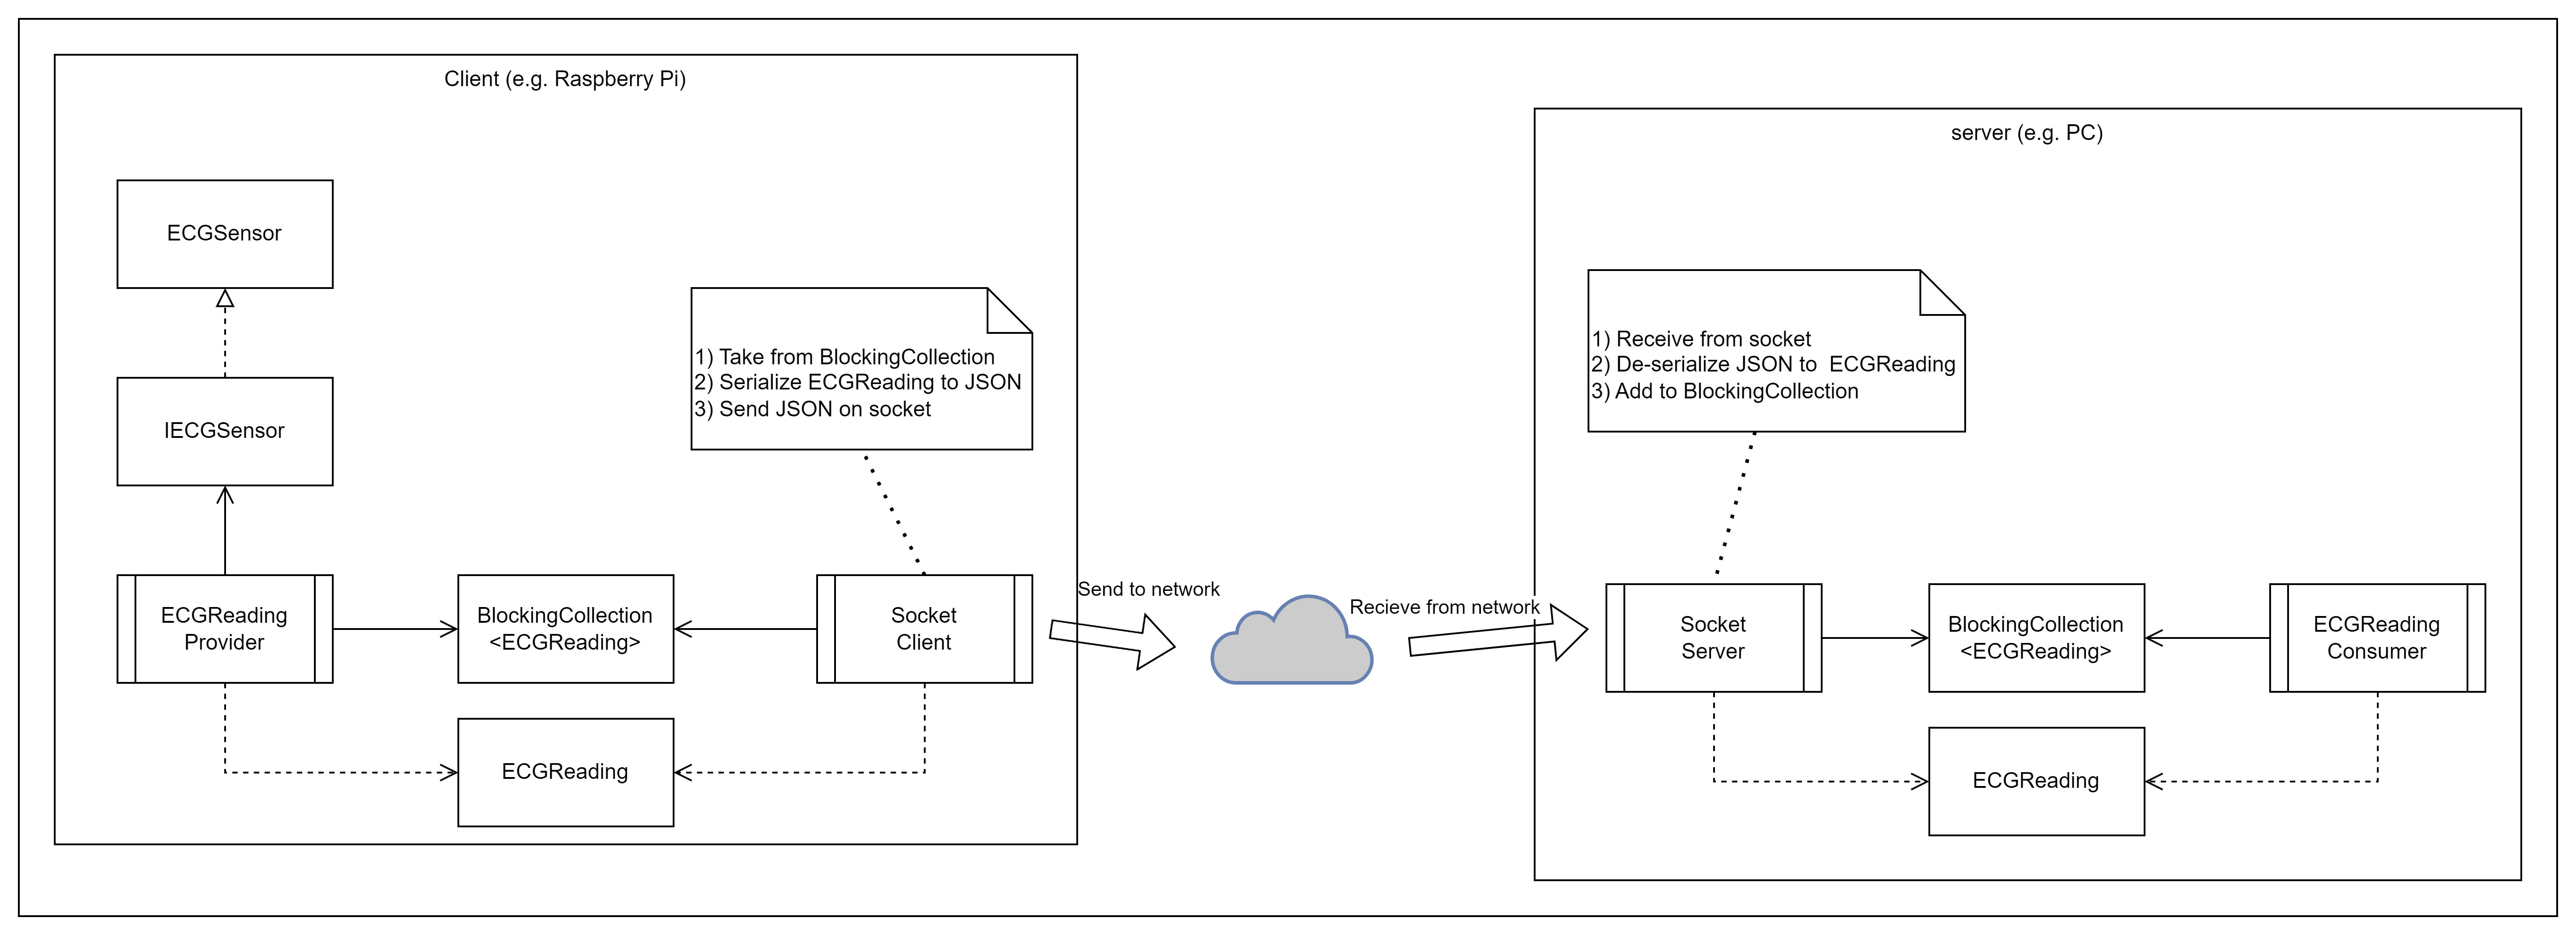 Client (e.g. Raspberry Pi)
ECGSensor
IECGSensor
1) Take from BlockingCollection
2) Serialize ECGReading to JSON
3) Send JSON on socket
ECGReading
Provider
BlockingCollection
<ECGReading>
Socket
Client
ECGReading
Send to network
Recieve from network
server (e.g. PC)
1) Receive from socket
2) De-serialize JSON to  ECGReading
3) Add to BlockingCollection
Socket
Server
BlockingCollection
<ECGReading>
ECGReading
Consumer
ECGReading